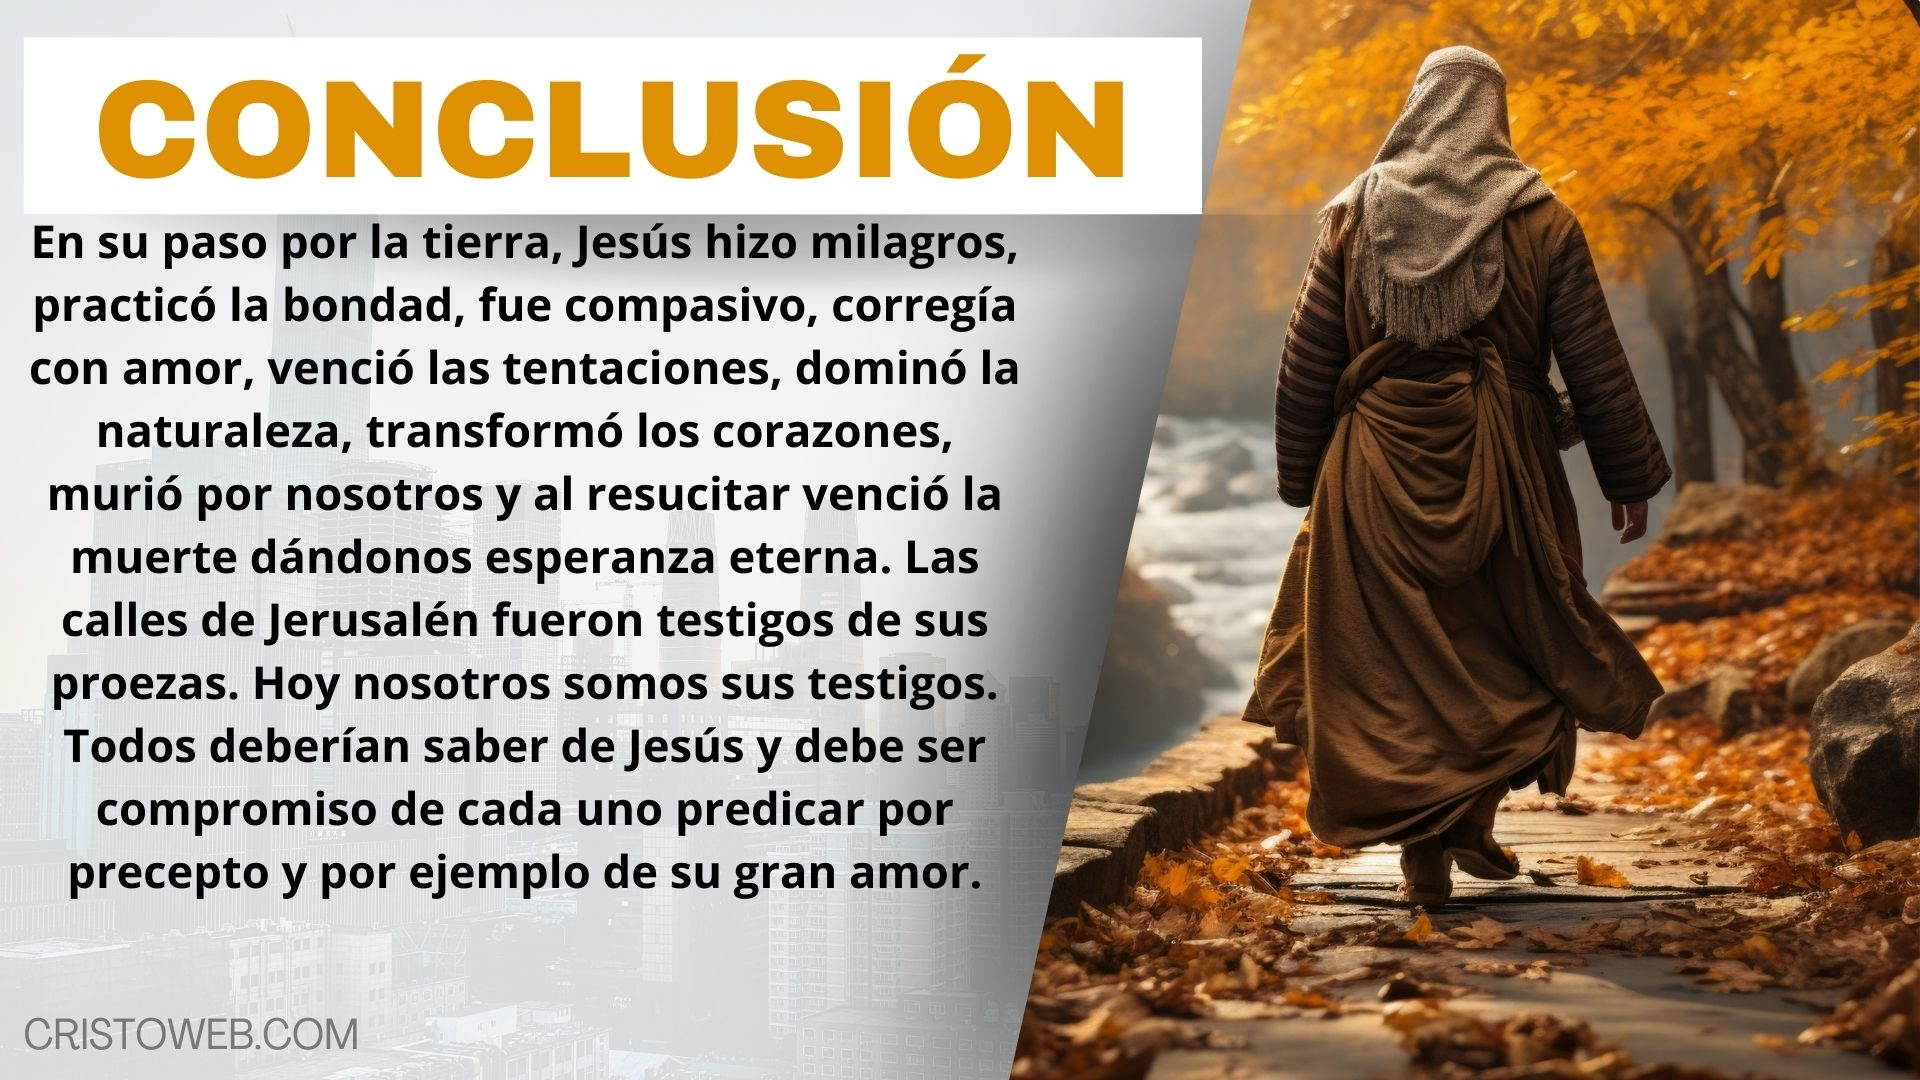 CONCLUSIÓN
En su paso por la tierra, Jesús hizo milagros,
practicó la bondad, fue compasivo, corregía
con amor, venció las tentaciones, dominó la
naturaleza, transformó los corazones,
murió por nosotros y al resucitar venció la
muerte dándonos esperanza eterna. Las
calles de Jerusalén fueron testigos de sus
proezas. Hoy nosotros somos sus testigos.
Todos deberían saber de Jesús y debe ser
compromiso de cada uno predicar por
precepto y por ejemplo de su gran amor.
CRISTOWEB.COM